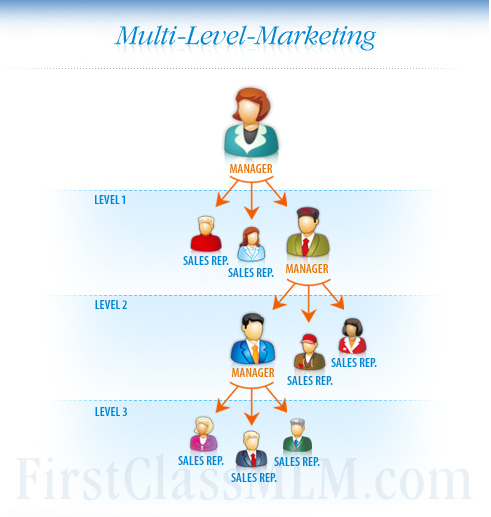 Multi-Level-Marketing
MANAGER
LEVEL 1
SALES REP.
SALES REP.
MANAGER
LEVEL 2
MANAGER
SALES REP.
SALES REP.
LEVEL 3
SALES REP.
SALES REP.
SALES REP.
FirstClassMLM.com